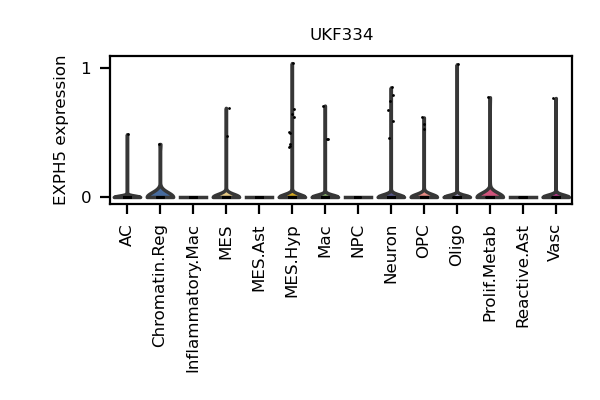 UKF334
EXPH5 expression
1
0
AC
Chromatin.Reg
Inflammatory.Mac
MES
MES.Ast
MES.Hyp
Mac
NPC
Neuron
OPC
Oligo
Prolif.Metab
Reactive.Ast
Vasc